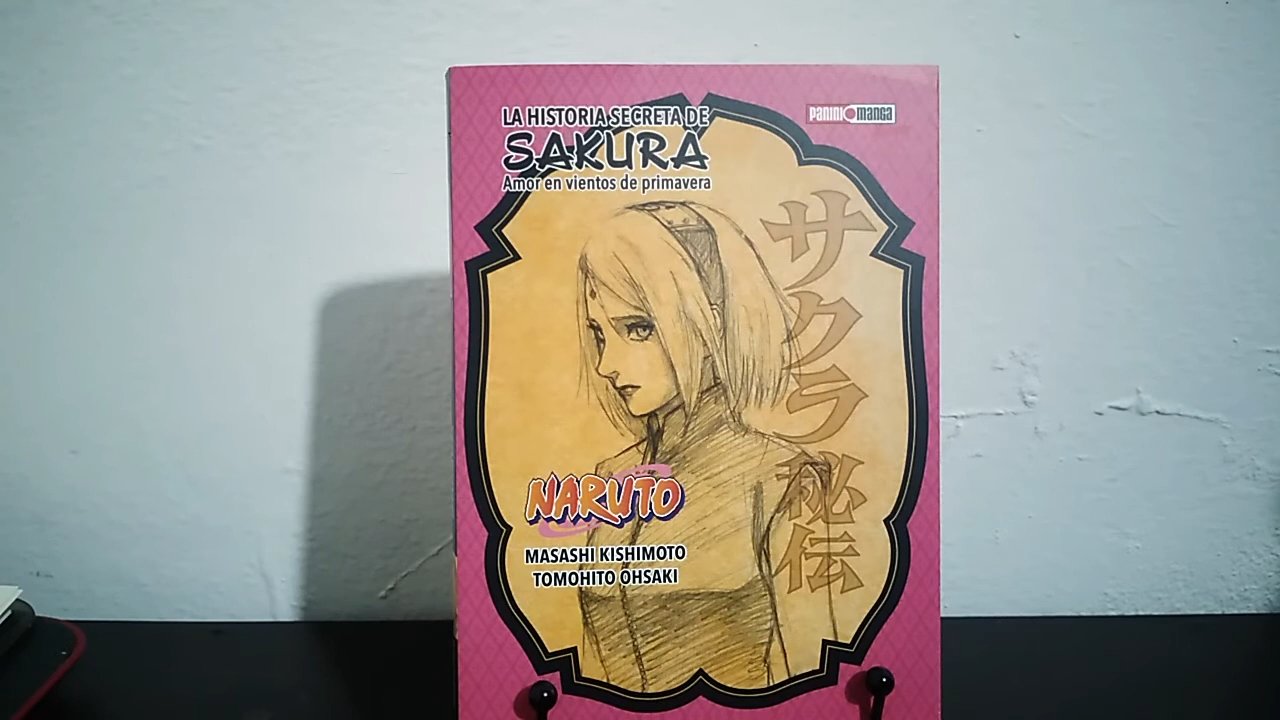 LA HISTORIA SECRETA DE
SAKURA
Amor en vientos de primavera
PANINI manga
サクラ秘伝
NARUTO
MASASHI KISHIMOTO
TOMOHITO OHSAKI